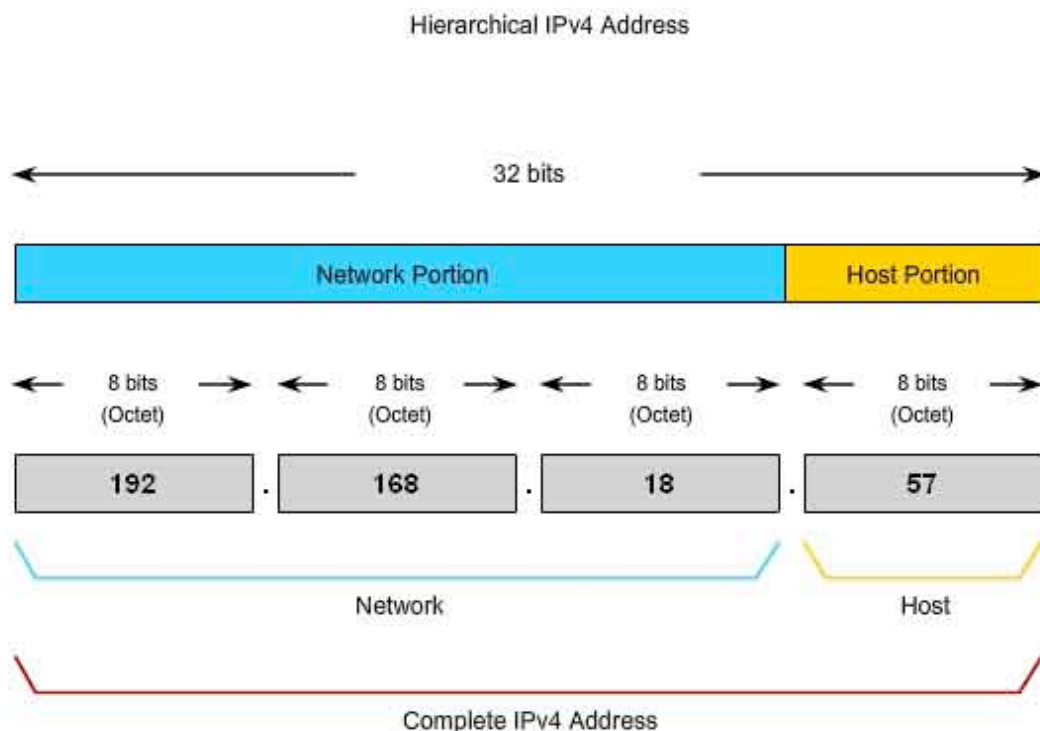 Hierarchical IPv4 Address
32 bits
Network Portion Host Portion
8 bits 8 bits 8 bits 8 bits
(Octet) (Octet) (Octet) (Octet)
192 . 168 . 18 . 57
Network Host
Complete IPv4 Address